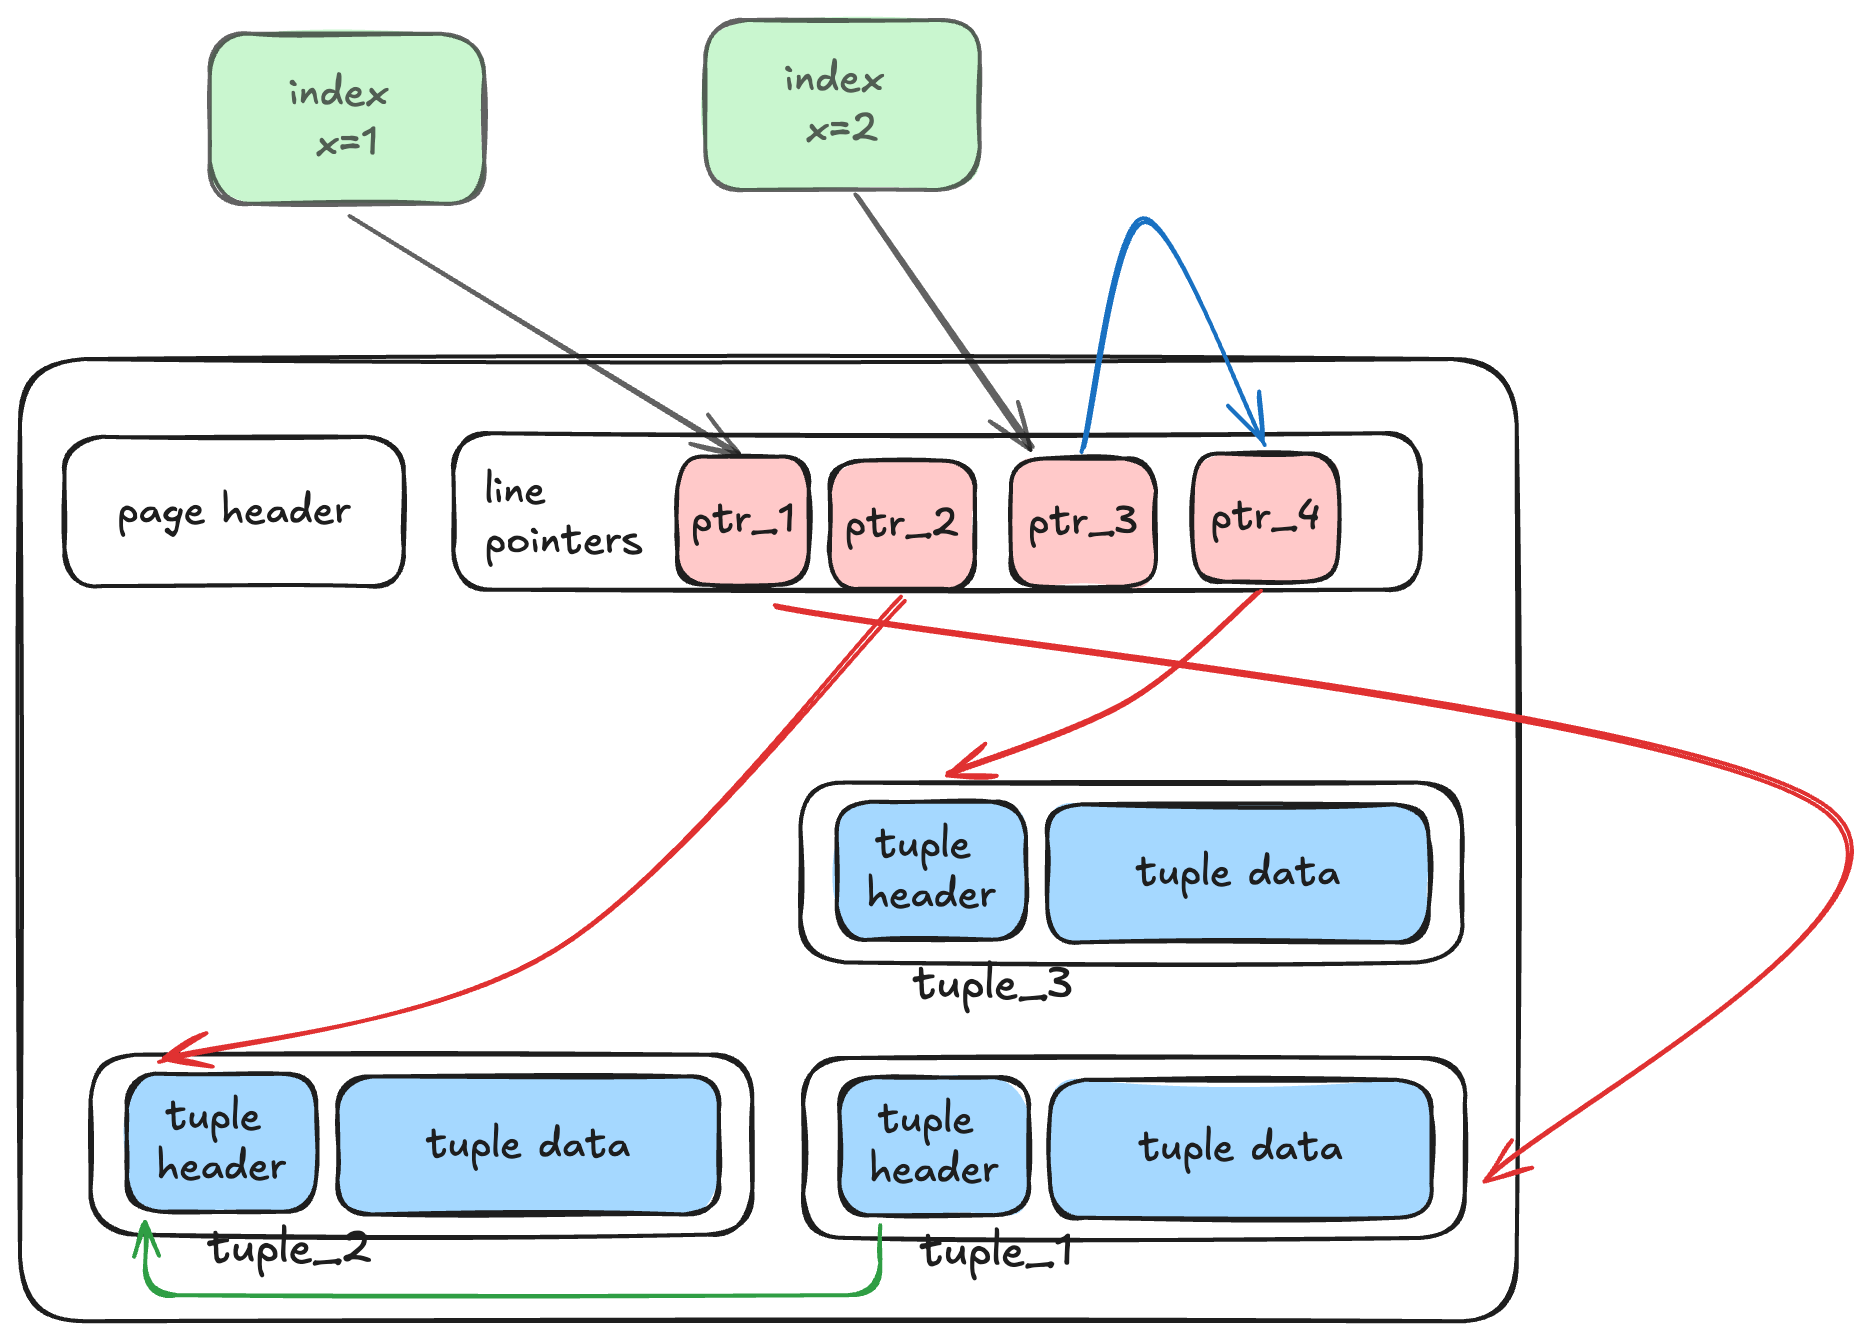 index
x=1
index
x=2
page header
line
pointers
ptr_1
ptr_2
ptr_3
ptr_4
tuple
header
tuple data
tuple_3
tuple
header
tuple data
tuple_2
tuple
header
tuple data
tuple_1